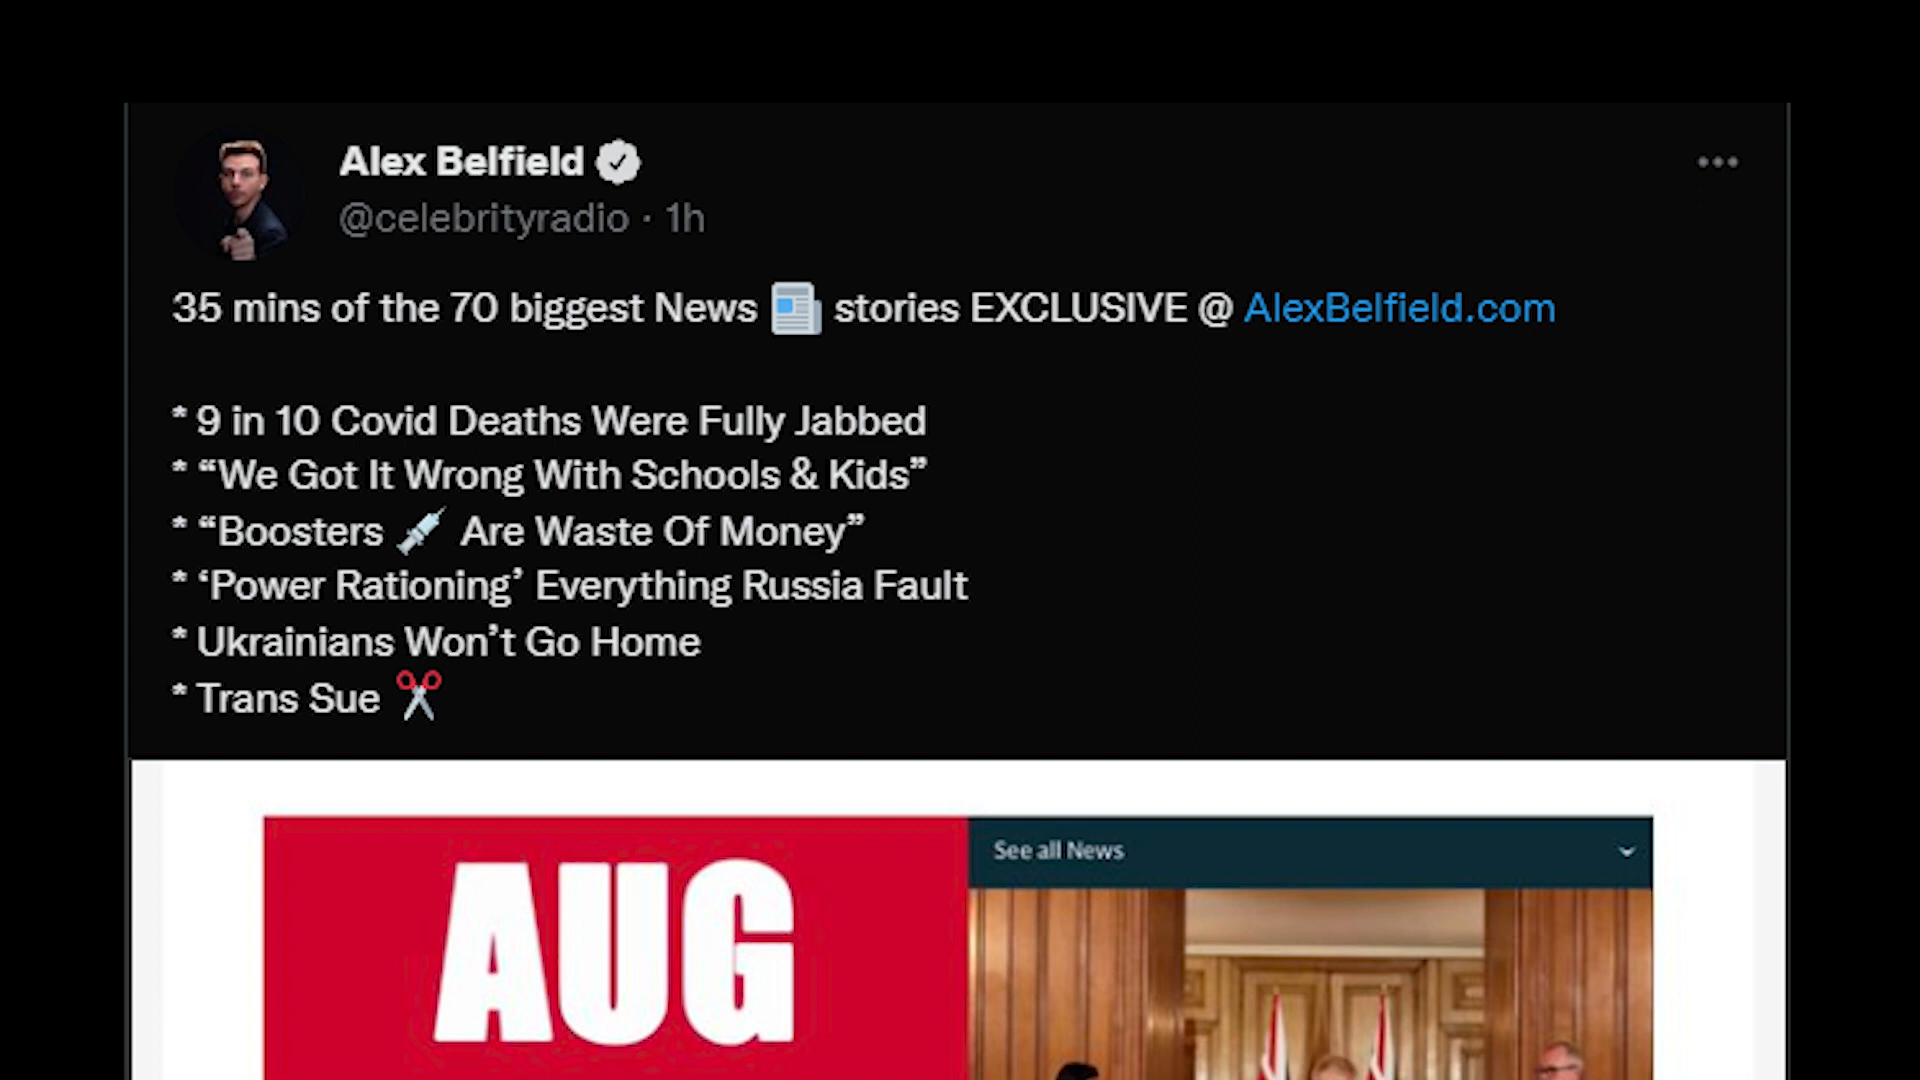 Alex Belfield
@celebrityradio · 1h
35 mins of the 70 biggest News 📰 stories EXCLUSIVE @ AlexBelfield.com
* 9 in 10 Covid Deaths Were Fully Jabbed
* “We Got It Wrong With Schools & Kids”
* “Boosters 💉 Are Waste Of Money”
* ‘Power Rationing’ Everything Russia Fault
* Ukrainians Won’t Go Home
* Trans Sue ✂️
See all News
AUG